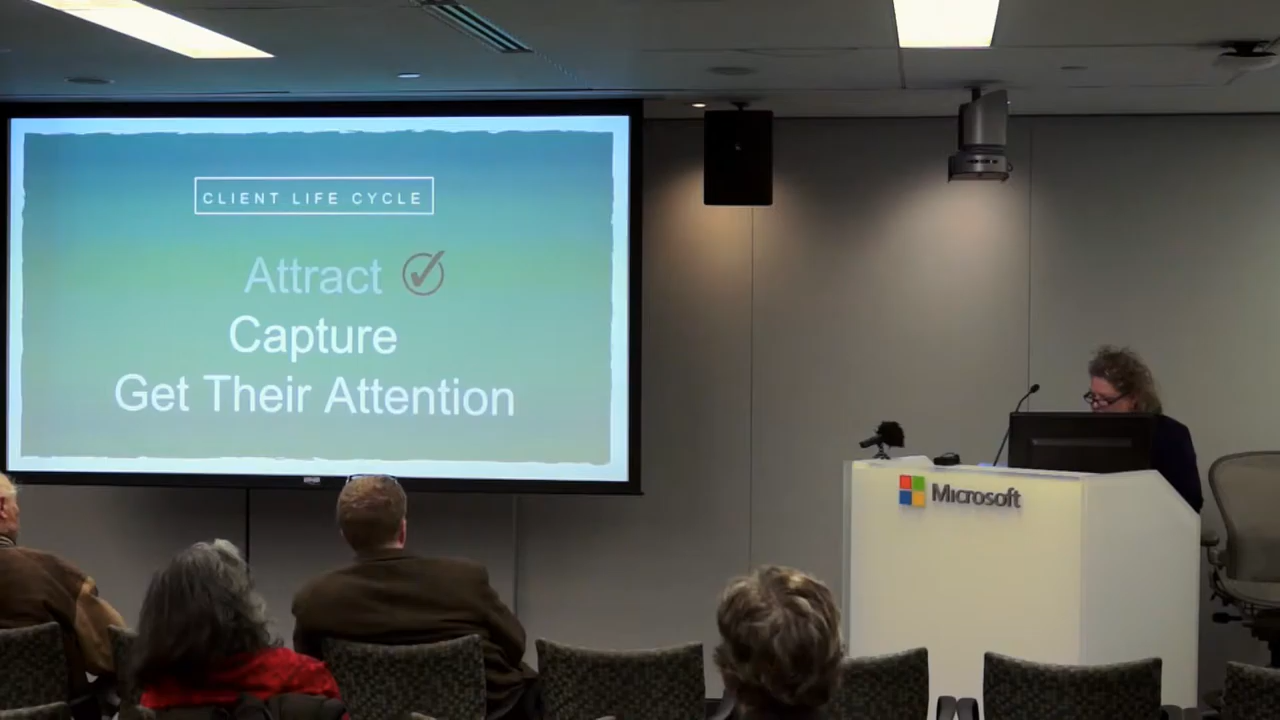 CLIENT LIFE CYCLE
Attract
Capture
Get Their Attention
Microsoft